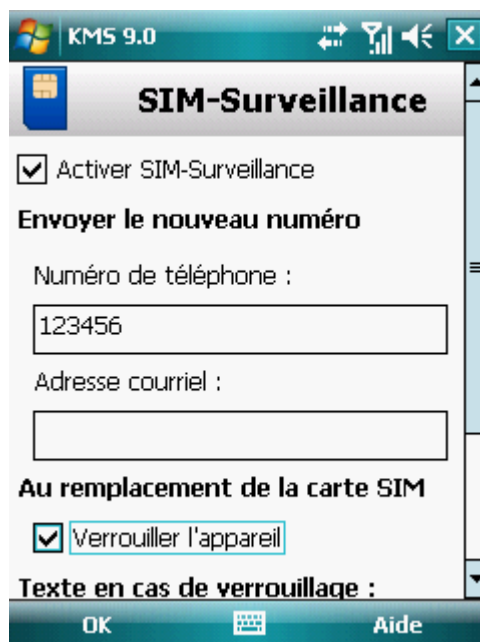 KMS 9.0
SIM-Surveillance
Activer SIM-Surveillance
Envoyer le nouveau numéro
Numéro de téléphone :
123456
Adresse courriel :
Au remplacement de la carte SIM
Verrouiller l'appareil
Texte en cas de verrouillage :
OK
Aide